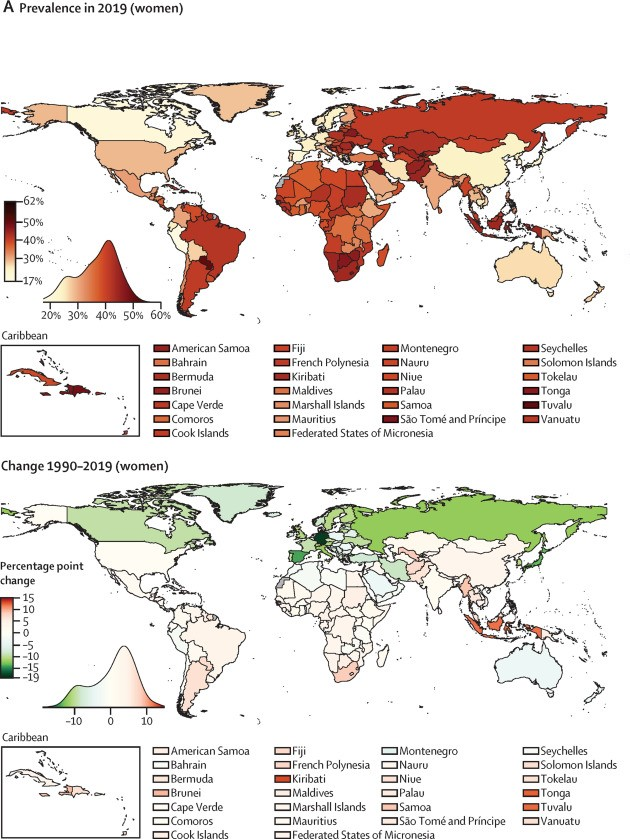 A Prevalence in 2019 (women)
62%
50%
40%
30%
17%
20% 30% 40% 50% 60%
Caribbean
American Samoa
Bahrain
Bermuda
Brunei
Cape Verde
Comoros
Cook Islands
Fiji
French Polynesia
Kiribati
Maldives
Marshall Islands
Mauritius
Federated States of Micronesia
Montenegro
Nauru
Niue
Palau
Samoa
São Tomé and Príncipe
Seychelles
Solomon Islands
Tokelau
Tonga
Tuvalu
Vanuatu
Change 1990–2019 (women)
Percentage point
change
15
10
5
0
-5
-10
-15
-19
-10 0 10
Caribbean
American Samoa
Bahrain
Bermuda
Brunei
Cape Verde
Comoros
Cook Islands
Fiji
French Polynesia
Kiribati
Maldives
Marshall Islands
Mauritius
Federated States of Micronesia
Montenegro
Nauru
Niue
Palau
Samoa
São Tomé and Príncipe
Seychelles
Solomon Islands
Tokelau
Tonga
Tuvalu
Vanuatu